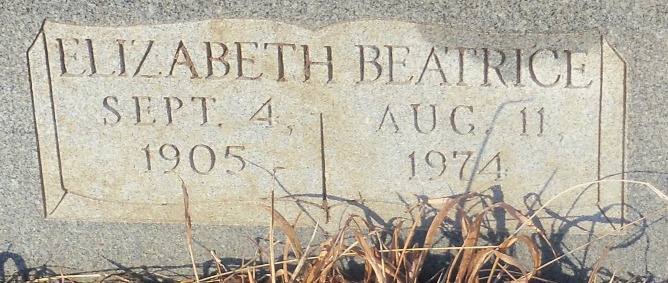 ELIZABETH BEATRICE
SEPT. 4,
1905
AUG. 11,
1974